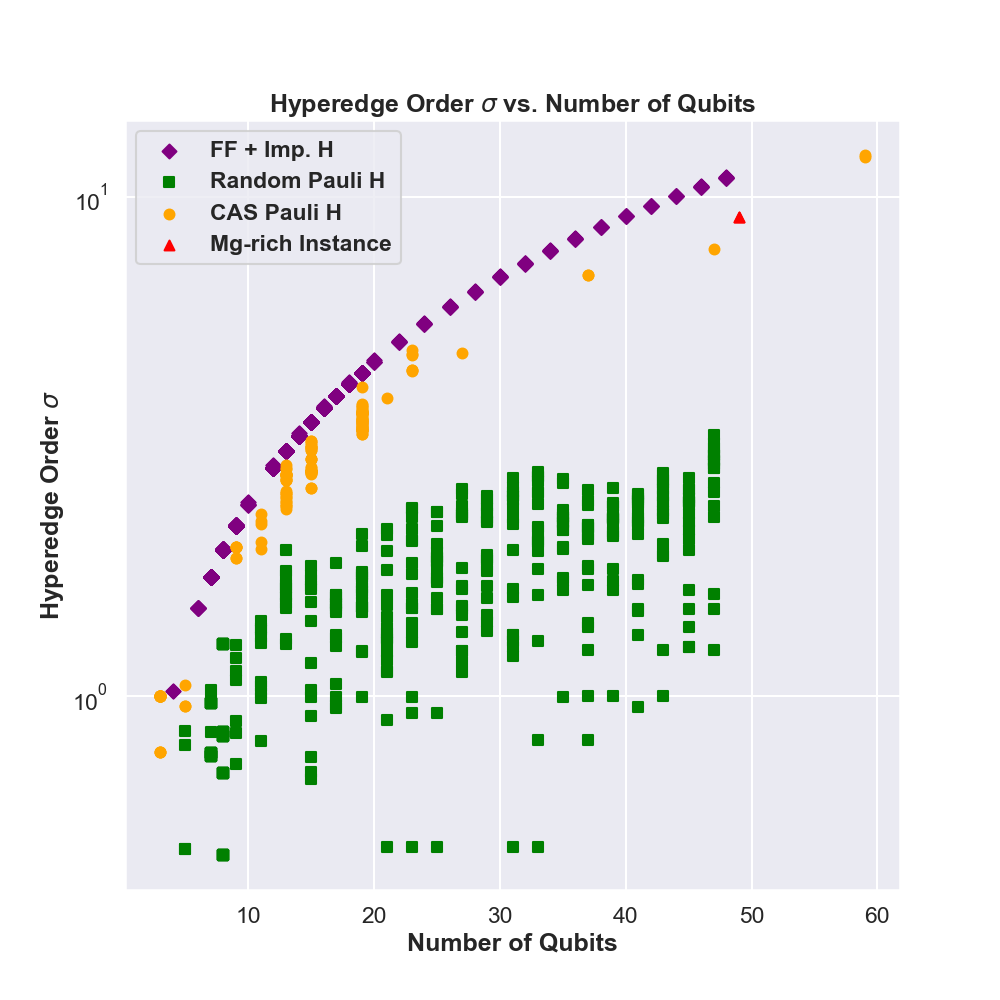 Hyperedge Order σ vs. Number of Qubits
FF + Imp. H
Random Pauli H
CAS Pauli H
Mg-rich Instance
Hyperedge Order σ
10¹
10⁰
10 20 30 40 50 60
Number of Qubits